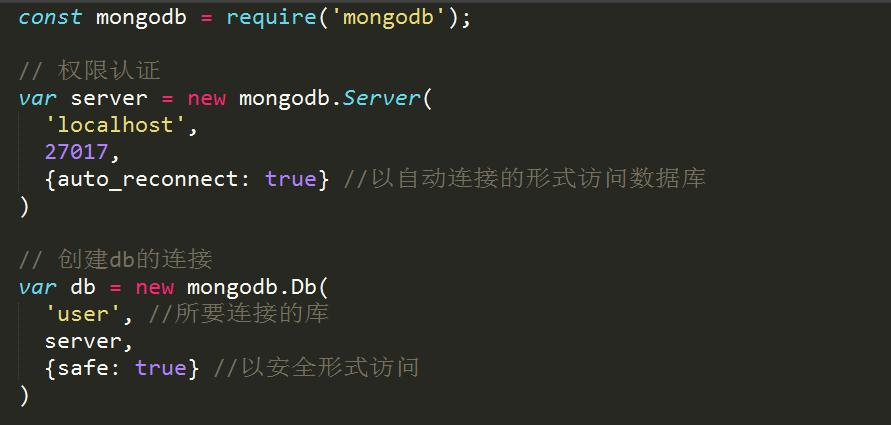 const mongodb = require('mongodb');
// 权限认证
var server = new mongodb.Server(
'localhost',
27017,
{auto_reconnect: true} //以自动连接的形式访问数据库
)
// 创建db的连接
var db = new mongodb.Db(
'user', //所要连接的库
server,
{safe: true} //以安全形式访问
)